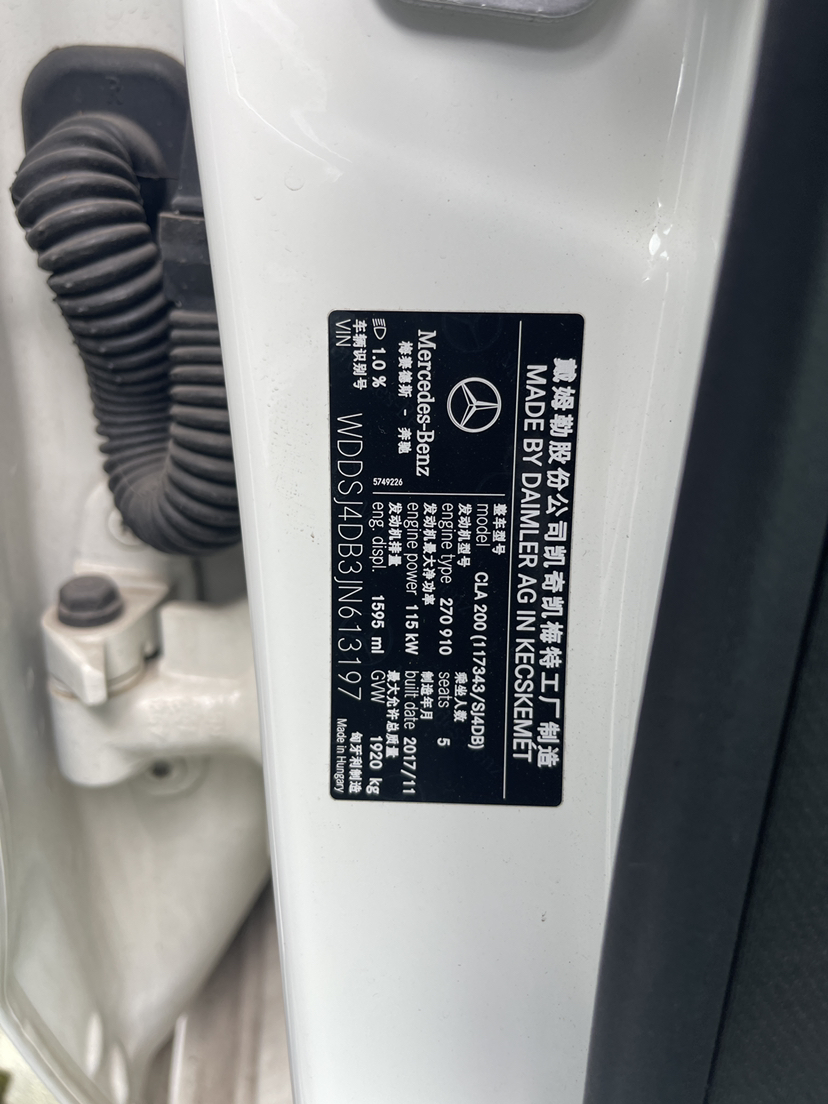 戴姆勒股份公司凯奇凯梅特工厂制造
MADE BY DAIMLER AG IN KECSKEMÉT
Mercedes-Benz
梅赛德斯 - 奔驰
1.0 %
5749226
整车型号
model CLA 200 (117343/SJ4DB)
发动机型号 乘坐人数
engine type 270 910 seats 5
发动机最大净功率 制造年月
engine power 115 kW built date 2017/11
发动机排量 最大允许总质量
eng. displ. 1595 ml GVW 1920 kg
车辆识别号
VIN WDDSJ4DB3JN613197
匈牙利制造
Made in Hungary